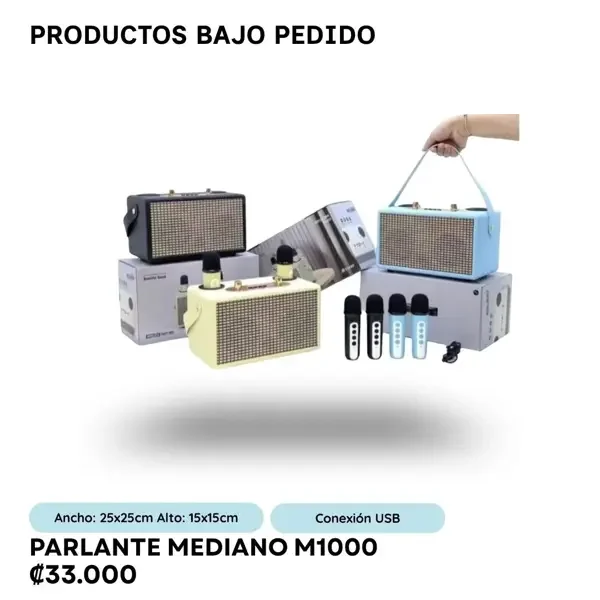 PRODUCTOS BAJO PEDIDO
Ancho: 25x25cm Alto: 15x15cm
Conexión USB
PARLANTE MEDIANO M1000
₡33.000